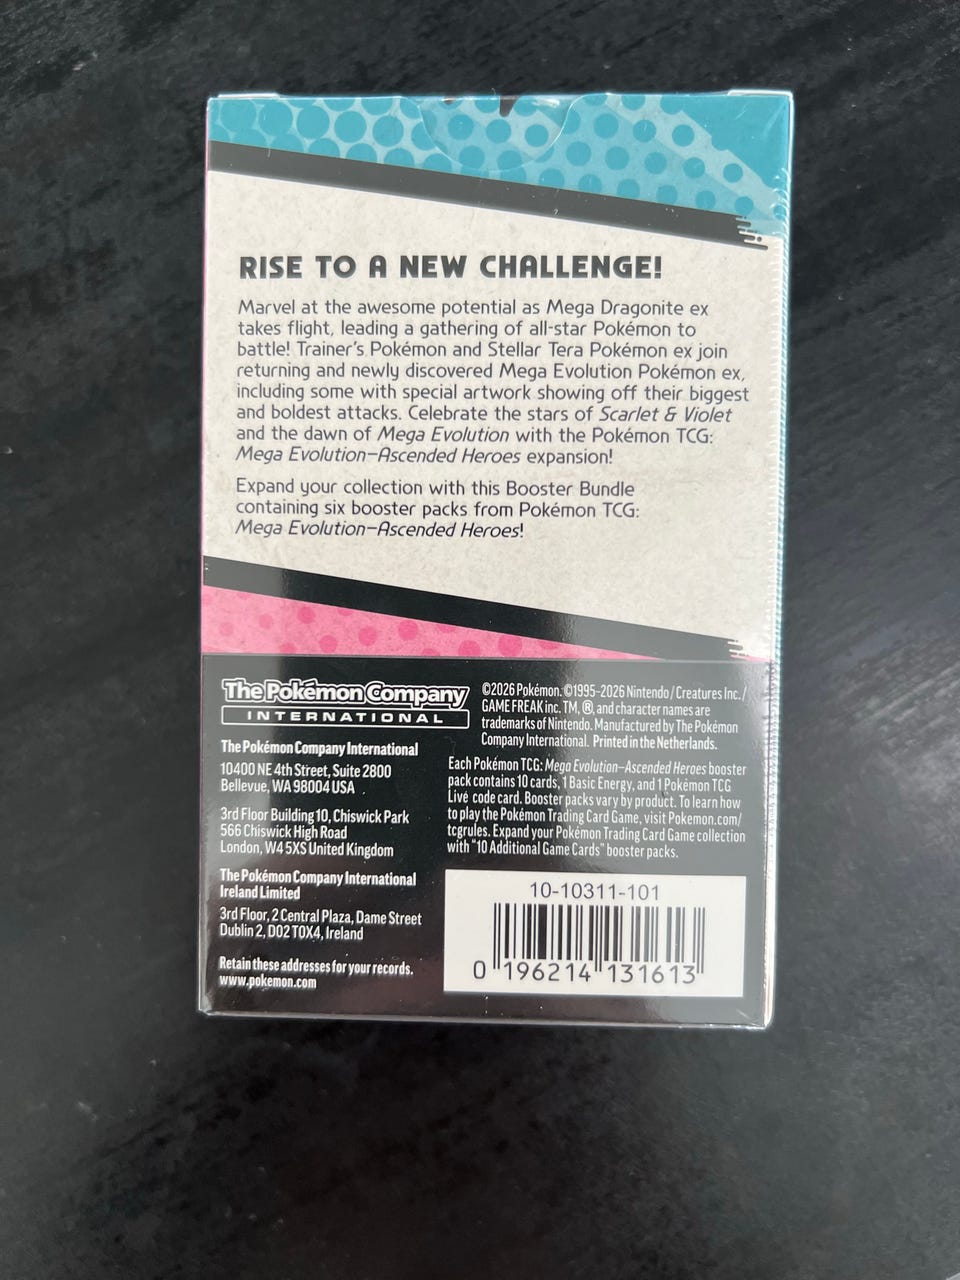 RISE TO A NEW CHALLENGE!
Marvel at the awesome potential as Mega Dragonite ex
takes flight, leading a gathering of all-star Pokémon to
battle! Trainer's Pokémon and Stellar Tera Pokémon ex join
returning and newly discovered Mega Evolution Pokémon ex,
including some with special artwork showing off their biggest
and boldest attacks. Celebrate the stars of Scarlet & Violet
and the dawn of Mega Evolution with the Pokémon TCG:
Mega Evolution—Ascended Heroes expansion!
Expand your collection with this Booster Bundle
containing six booster packs from Pokémon TCG:
Mega Evolution—Ascended Heroes!
The Pokémon Company
INTERNATIONAL
The Pokémon Company International
10400 NE 4th Street, Suite 2800
Bellevue, WA 98004 USA
3rd Floor Building 10, Chiswick Park
566 Chiswick High Road
London, W4 5XS United Kingdom
The Pokémon Company International
Ireland Limited
3rd Floor, 2 Central Plaza, Dame Street
Dublin 2, D02 T0X4, Ireland
Retain these addresses for your records.
www.pokemon.com
©2026 Pokémon. ©1995–2026 Nintendo / Creatures Inc. /
GAME FREAK inc. TM, ®, and character names are
trademarks of Nintendo. Manufactured by The Pokémon
Company International. Printed in the Netherlands.
Each Pokémon TCG: Mega Evolution—Ascended Heroes booster
pack contains 10 cards, 1 Basic Energy, and 1 Pokémon TCG
Live code card. Booster packs vary by product. To learn how
to play the Pokémon Trading Card Game, visit Pokemon.com/
tcgrules. Expand your Pokémon Trading Card Game collection
with "10 Additional Game Cards" booster packs.
10-10311-101
0 196214 131613